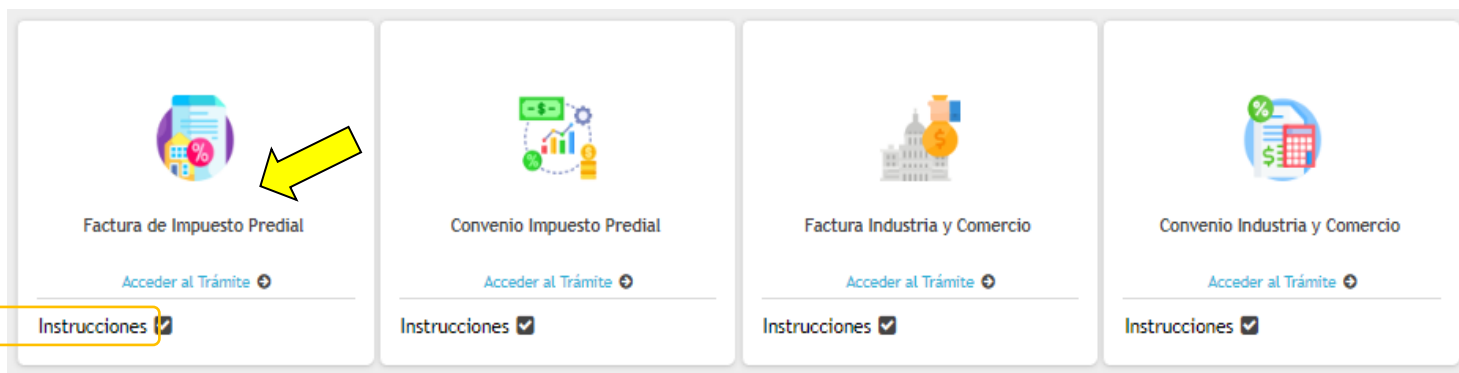 Factura de Impuesto Predial
Acceder al Trámite
Instrucciones
Convenio Impuesto Predial
Acceder al Trámite
Instrucciones
Factura Industria y Comercio
Acceder al Trámite
Instrucciones
Convenio Industria y Comercio
Acceder al Trámite
Instrucciones